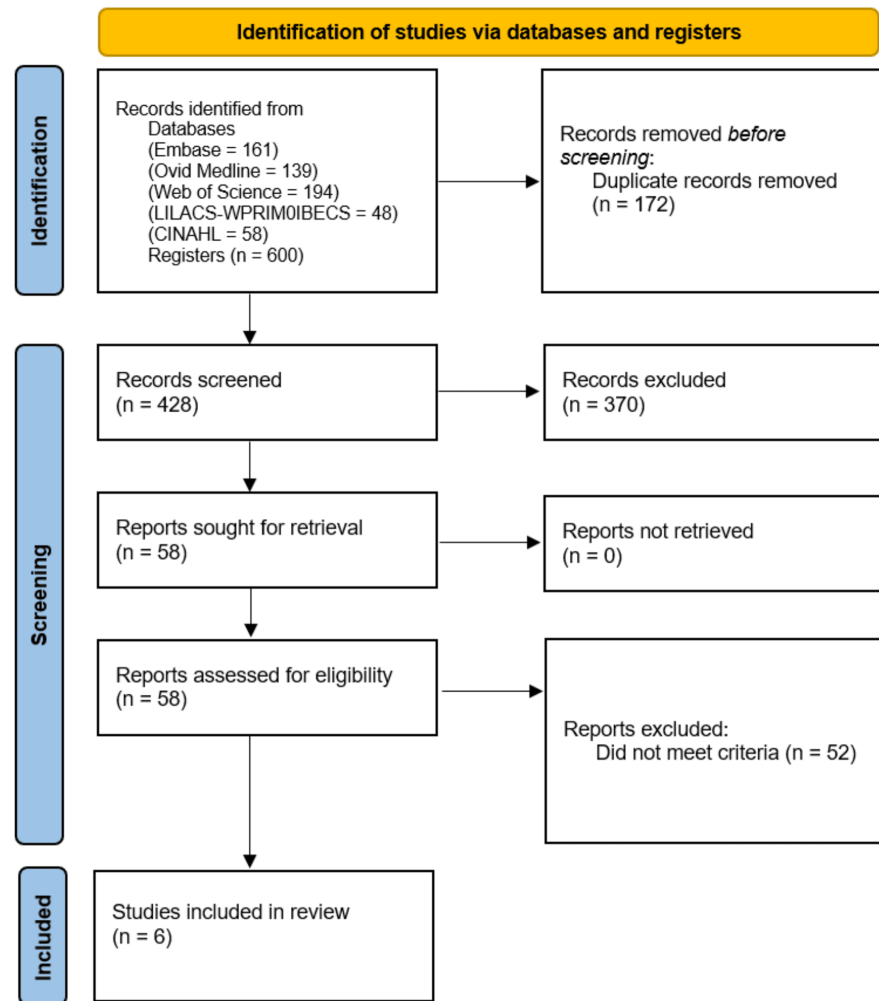 Identification of studies via databases and registers
Identification
Records identified from
Databases
(Embase = 161)
(Ovid Medline = 139)
(Web of Science = 194)
(LILACS-WPRIM0IBECS = 48)
(CINAHL = 58)
Registers (n = 600)
Records removed before
screening:
Duplicate records removed
(n = 172)
Screening
Records screened
(n = 428)
Records excluded
(n = 370)
Reports sought for retrieval
(n = 58)
Reports not retrieved
(n = 0)
Reports assessed for eligibility
(n = 58)
Reports excluded:
Did not meet criteria (n = 52)
Included
Studies included in review
(n = 6)